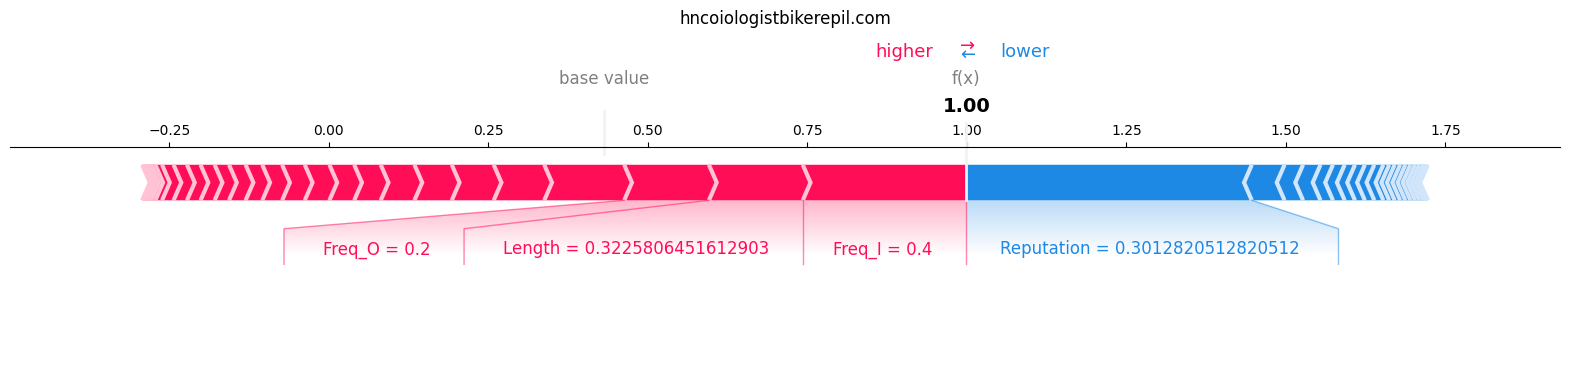 hncoiologistbikerepil.com
higher ⇄ lower
base value f(x)
1.00
−0.25 0.00 0.25 0.50 0.75 1.00 1.25 1.50 1.75
Freq_O = 0.2 Length = 0.3225806451612903 Freq_I = 0.4 Reputation = 0.3012820512820512